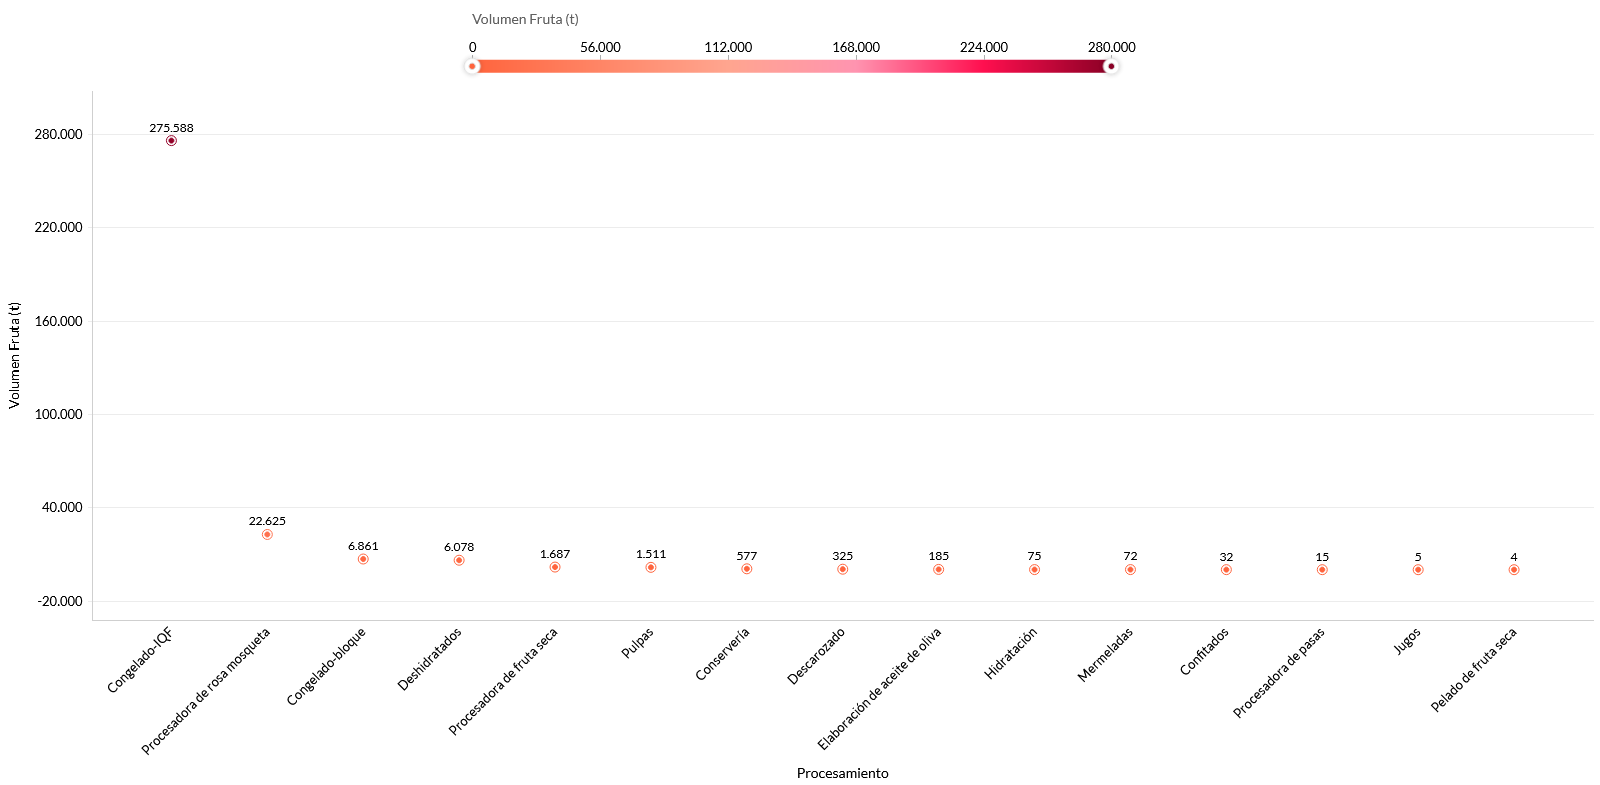 Volumen Fruta (t)
0 56.000 112.000 168.000 224.000 280.000
280.000
220.000
160.000
100.000
40.000
-20.000
Volumen Fruta (t)
275.588
22.625
6.861
6.078
1.687
1.511
577
325
185
75
72
32
15
5
4
Congelado-IQF
Procesadora de rosa mosqueta
Congelado-bloque
Deshidratados
Procesadora de fruta seca
Pulpas
Conservería
Descarozado
Elaboración de aceite de oliva
Hidratación
Mermeladas
Confitados
Procesadora de pasas
Jugos
Pelado de fruta seca
Procesamiento